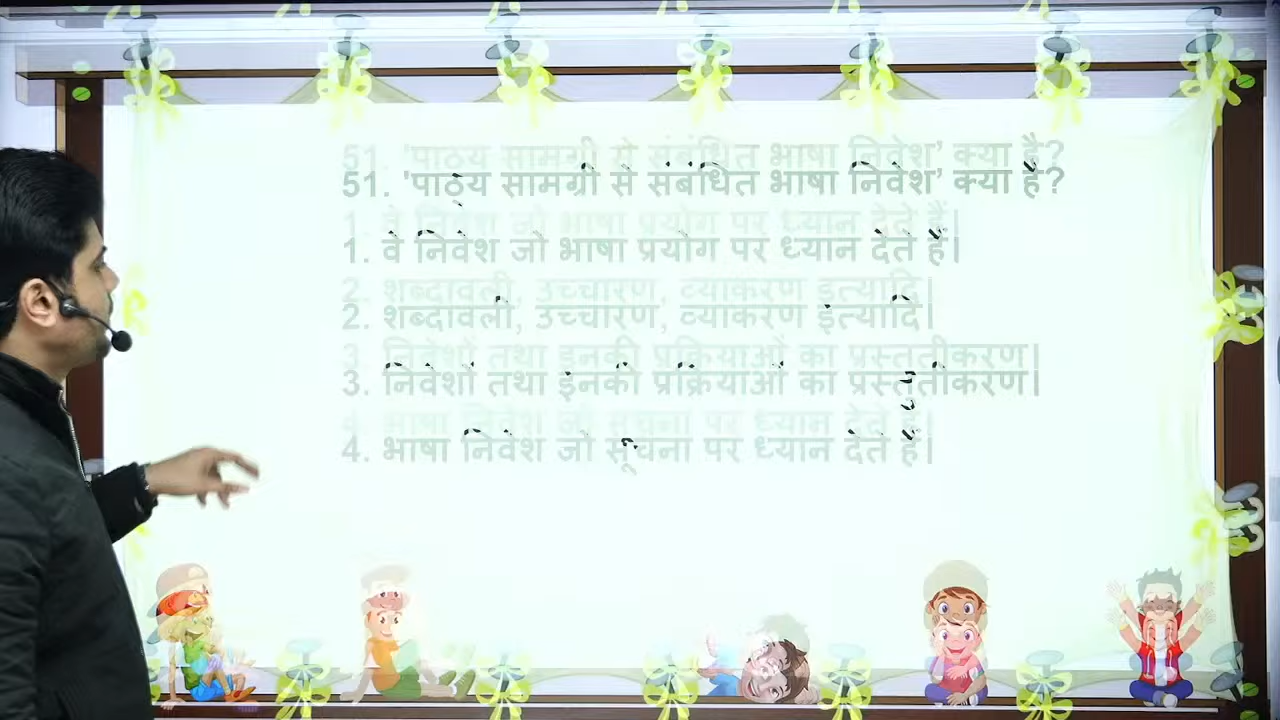 51. 'पाठ्य सामग्री से संबंधित भाषा निवेश’ क्या है?
1. वे निवेश जो भाषा प्रयोग पर ध्यान देते हैं।
2. शब्दावली, उच्चारण, व्याकरण इत्यादि।
3. निवेशों तथा इनकी प्रक्रियाओं का प्रस्तुतीकरण।
4. भाषा निवेश जो सूचना पर ध्यान देते हैं।